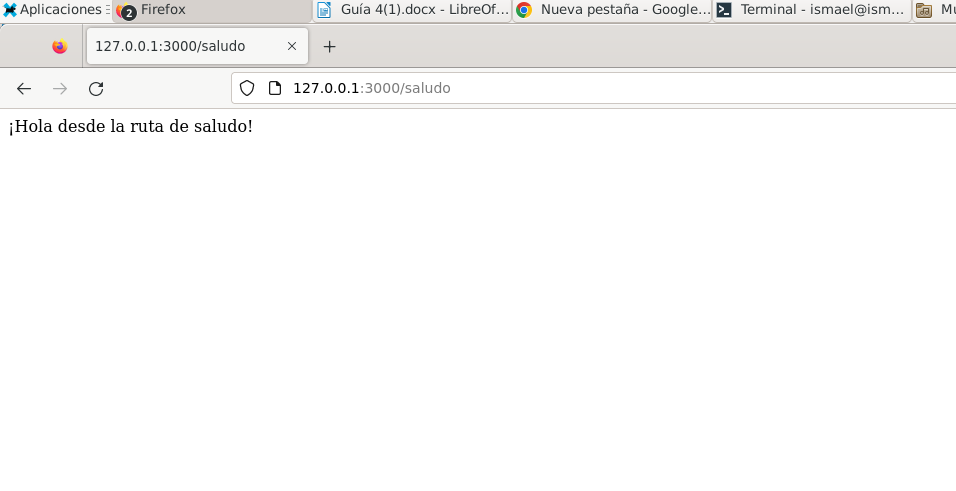 Aplicaciones
2 Firefox
Guía 4(1).docx - LibreOf...
Nueva pestaña - Google...
Terminal - ismael@ism...
127.0.0.1:3000/saludo
127.0.0.1:3000/saludo
¡Hola desde la ruta de saludo!